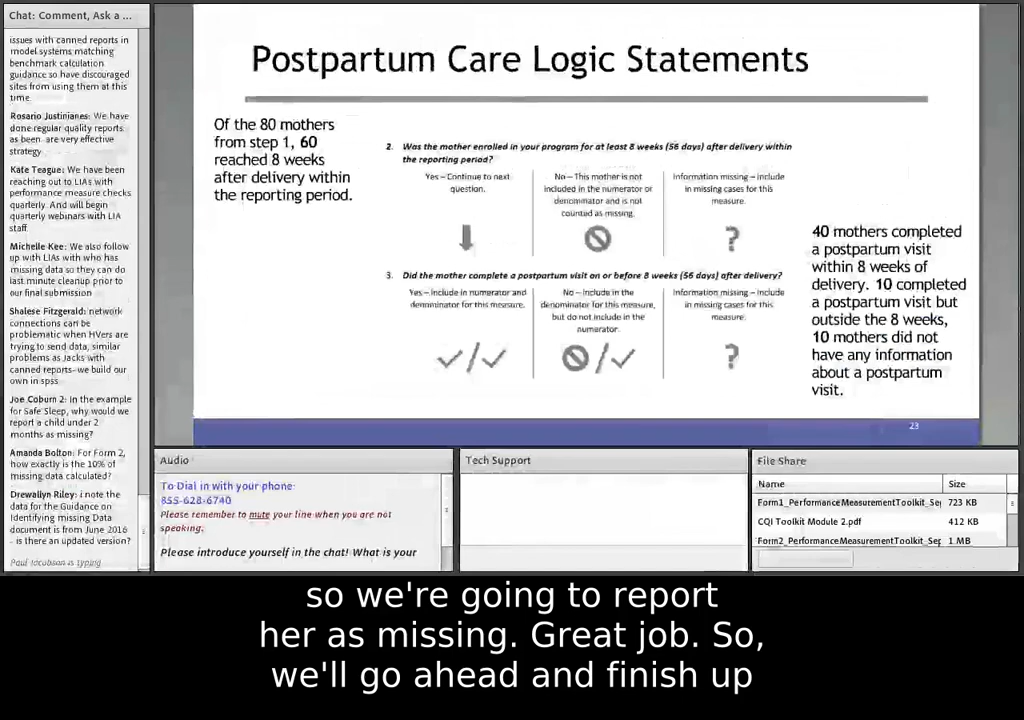 Chat: Comment, Ask a ...
issues with canned reports in
model systems matching
benchmark calculation
guidance so have discouraged
sites from using them at this
time.
Rosario Justinianes: We have
done regular quality reports
as been are very effective
strategy
Kate Teague: We have been
reaching out to LIAs with
performance measure checks
quarterly. And will begin
quarterly webinars with LIA
staff.
Michelle Kee: We also follow
up with LIAs with who has
missing data so they can do
last minute cleanup prior to
our final submission
Shalese Fitzgerald: network
connections can be
problematic when HVers are
trying to send data, similar
problems as Jacks with
canned reports--we build our
own in spss
Joe Coburn 2: In the example
for Safe Sleep, why would we
report a child under 2
months as missing?
Amanda Bolton: For Form 2,
how exactly is the 10% of
missing data calculated?
Drewallyn Riley: i note the
data for the Guidance on
Identifying missing Data
document is from June 2016
- is there an updated version?
Paul Jacobson is typing
Postpartum Care Logic Statements
Of the 80 mothers
from step 1, 60
reached 8 weeks
after delivery within
the reporting period.
2. Was the mother enrolled in your program for at least 8 weeks (56 days) after delivery within
the reporting period?
Yes – Continue to next
question.
No – This mother is not
included in the numerator or
denominator and is not
counted as missing.
Information missing – include
in missing cases for this
measure.
?
3. Did the mother complete a postpartum visit on or before 8 weeks (56 days) after delivery?
Yes – Include in numerator and
denominator for this measure.
No – Include in the
denominator for this measure,
but do not include in the
numerator.
Information missing – include
in missing cases for this
measure.
?
40 mothers completed
a postpartum visit
within 8 weeks of
delivery. 10 completed
a postpartum visit but
outside the 8 weeks,
10 mothers did not
have any information
about a postpartum
visit.
23
Audio
To Dial in with your phone:
855-628-6740
Please remember to mute your line when you are not
speaking.
Please introduce yourself in the chat! What is your
Tech Support
File Share
Name Size
Form1_PerformanceMeasurementToolkit_Sep 723 KB
CQI Toolkit Module 2.pdf 412 KB
Form2_PerformanceMeasurementToolkit_Sep 1 MB
so we're going to report
her as missing. Great job. So,
we'll go ahead and finish up